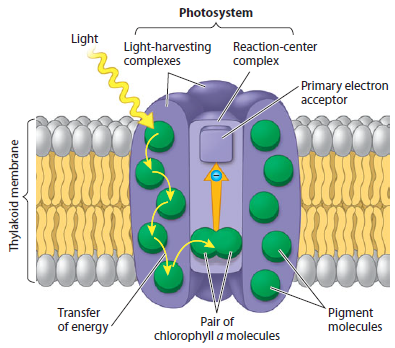 Photosystem
Light
Light-harvesting
complexes
Reaction-center
complex
Primary electron
acceptor
Thylakoid membrane
Transfer
of energy
Pair of
chlorophyll a molecules
Pigment
molecules